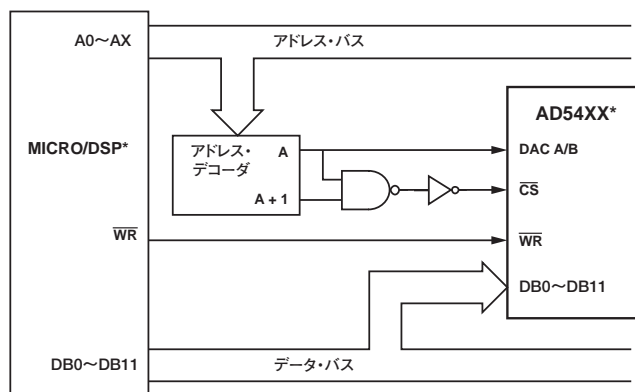 A0～AX
アドレス・バス
MICRO/DSP*
アドレス・
デコーダ
A
A + 1
AD54XX*
DAC A/B
CS
WR
WR
DB0～DB11
DB0～DB11
データ・バス